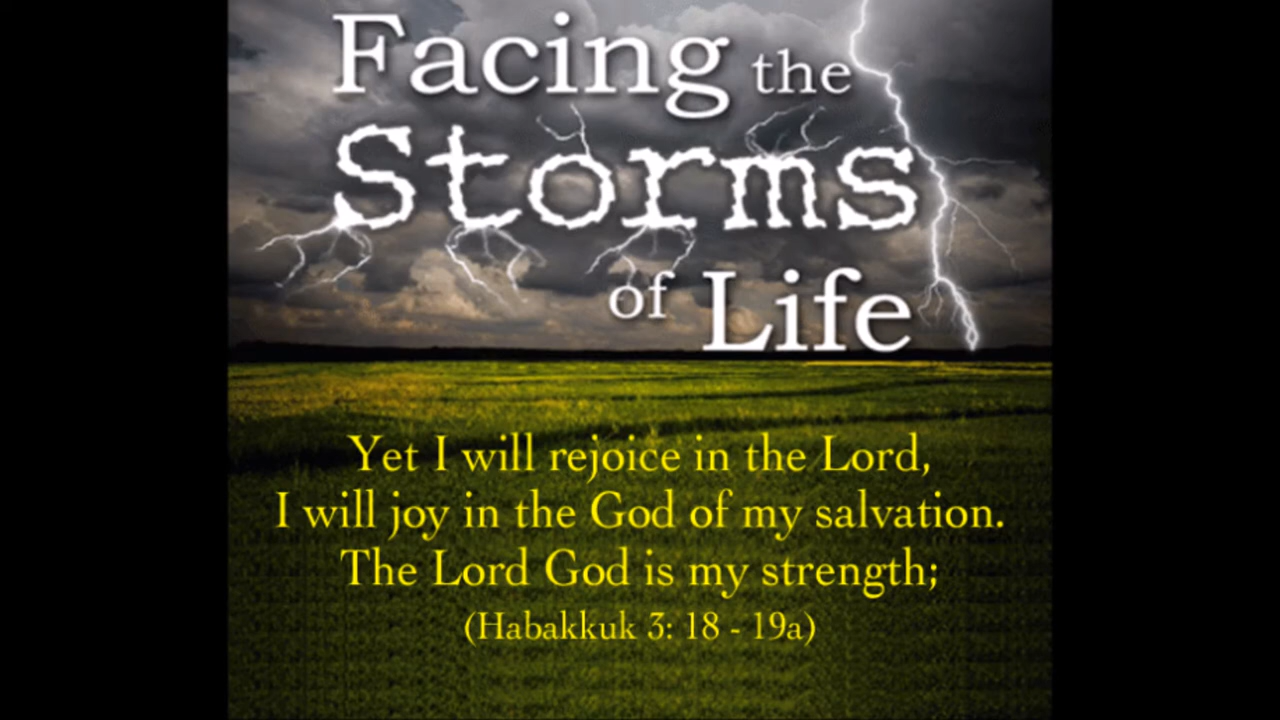 Facing the
Storms
of Life
Yet I will rejoice in the Lord,
I will joy in the God of my salvation.
The Lord God is my strength;
(Habakkuk 3: 18 - 19a)